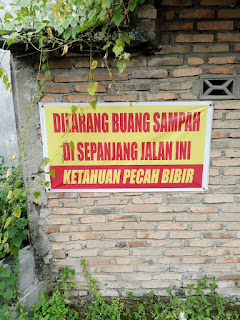 DILARANG BUANG SAMPAH
DI SEPANJANG JALAN INI
KETAHUAN PECAH BIBIR